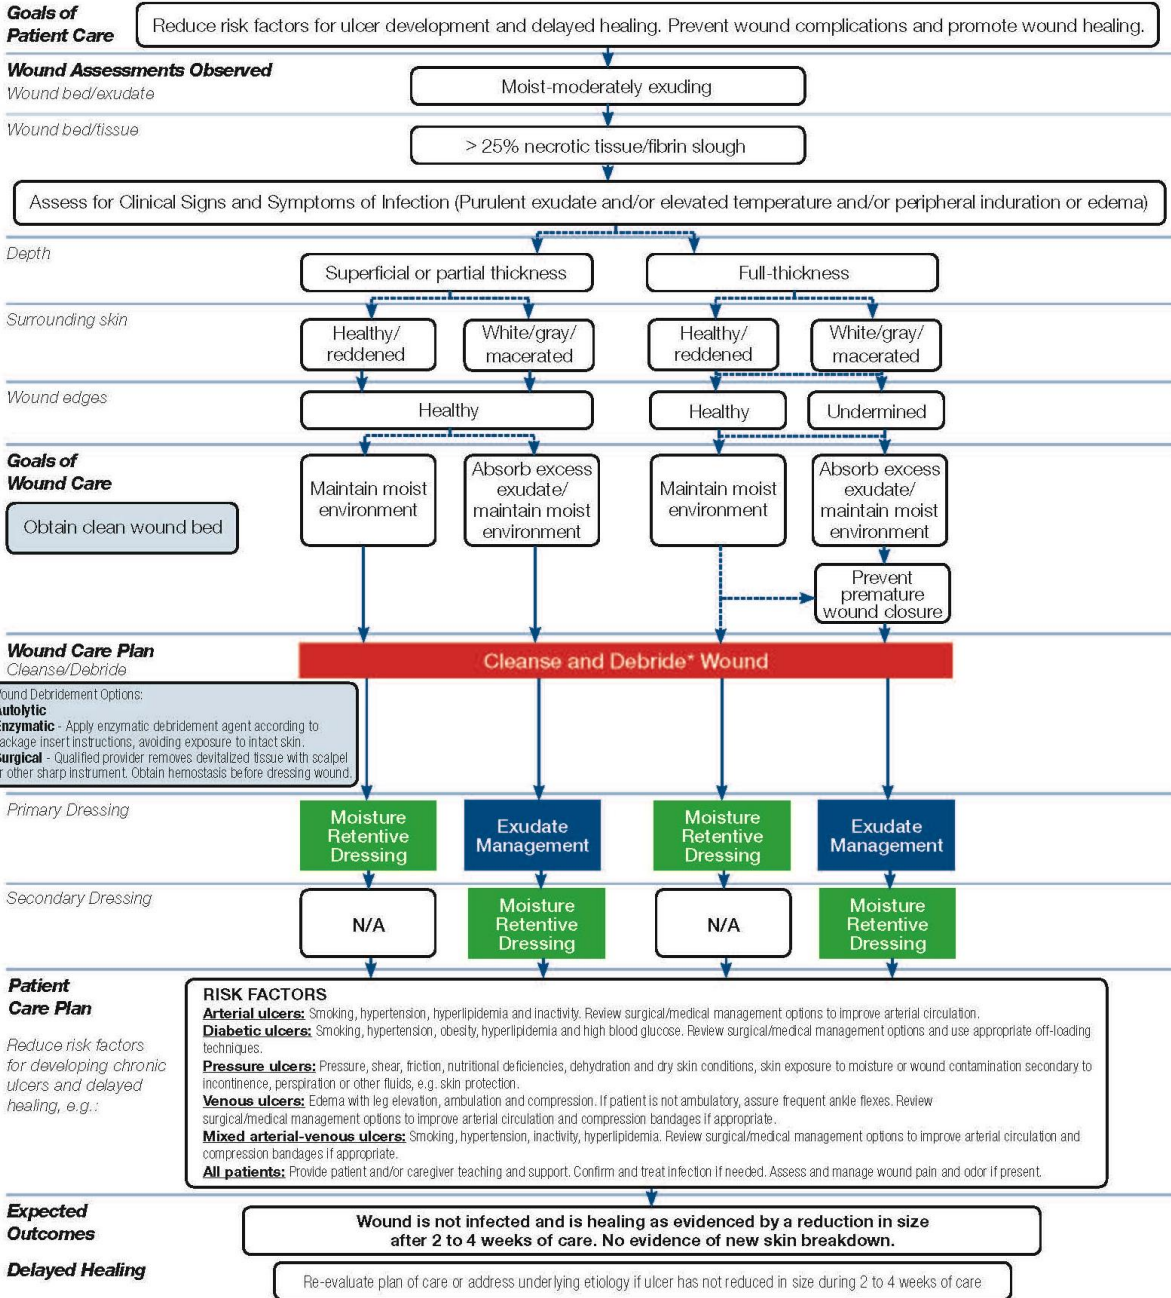 Goals of
Patient Care
Reduce risk factors for ulcer development and delayed healing. Prevent wound complications and promote wound healing.
Wound Assessments Observed
Wound bed/exudate
Moist-moderately exuding
Wound bed/tissue
> 25% necrotic tissue/fibrin slough
Assess for Clinical Signs and Symptoms of Infection (Purulent exudate and/or elevated temperature and/or peripheral induration or edema)
Depth
Superficial or partial thickness
Full-thickness
Surrounding skin
Healthy/
reddened
White/gray/
macerated
Healthy/
reddened
White/gray/
macerated
Wound edges
Healthy
Healthy
Undermined
Goals of
Wound Care
Obtain clean wound bed
Maintain moist
environment
Absorb excess
exudate/
maintain moist
environment
Maintain moist
environment
Absorb excess
exudate/
maintain moist
environment
Prevent
premature
wound closure
Wound Care Plan
Cleanse/Debride
Cleanse and Debride* Wound
ound Debridement Options:
utolytic
nzymatic - Apply enzymatic debridement agent according to
ackage insert instructions, avoiding exposure to intact skin.
urgical - Qualified provider removes devitalized tissue with scalpel
r other sharp instrument. Obtain hemostasis before dressing wound.
Primary Dressing
Moisture
Retentive
Dressing
Exudate
Management
Moisture
Retentive
Dressing
Exudate
Management
Secondary Dressing
N/A
Moisture
Retentive
Dressing
N/A
Moisture
Retentive
Dressing
Patient
Care Plan
Reduce risk factors
for developing chronic
ulcers and delayed
healing, e.g.:
RISK FACTORS
Arterial ulcers: Smoking, hypertension, hyperlipidemia and inactivity. Review surgical/medical management options to improve arterial circulation.
Diabetic ulcers: Smoking, hypertension, obesity, hyperlipidemia and high blood glucose. Review surgical/medical management options and use appropriate off-loading
techniques.
Pressure ulcers: Pressure, shear, friction, nutritional deficiencies, dehydration and dry skin conditions, skin exposure to moisture or wound contamination secondary to
incontinence, perspiration or other fluids, e.g. skin protection.
Venous ulcers: Edema with leg elevation, ambulation and compression. If patient is not ambulatory, assure frequent ankle flexes. Review
surgical/medical management options to improve arterial circulation and compression bandages if appropriate.
Mixed arterial-venous ulcers: Smoking, hypertension, inactivity, hyperlipidemia. Review surgical/medical management options to improve arterial circulation and
compression bandages if appropriate.
All patients: Provide patient and/or caregiver teaching and support. Confirm and treat infection if needed. Assess and manage wound pain and odor if present.
Expected
Outcomes
Wound is not infected and is healing as evidenced by a reduction in size
after 2 to 4 weeks of care. No evidence of new skin breakdown.
Delayed Healing
Re-evaluate plan of care or address underlying etiology if ulcer has not reduced in size during 2 to 4 weeks of care